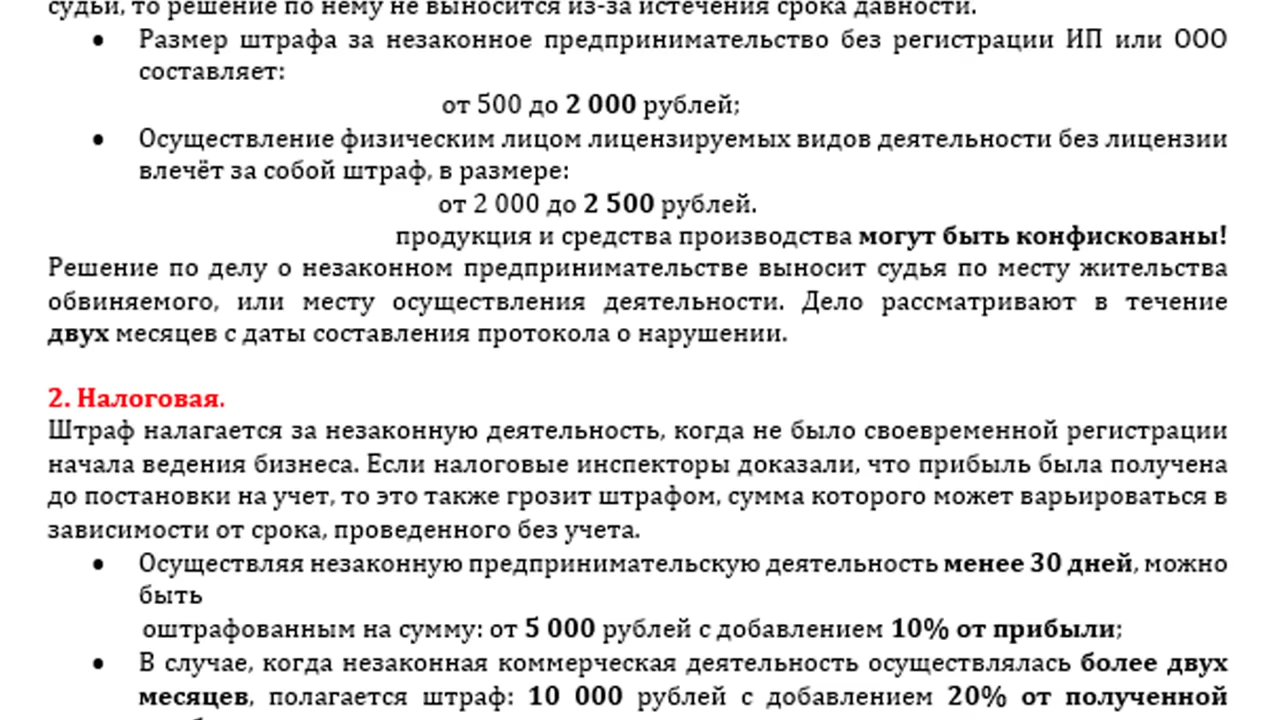 судьи, то решение по нему не выносится из-за истечения срока давности.
• Размер штрафа за незаконное предпринимательство без регистрации ИП или ООО
составляет:
от 500 до 2 000 рублей;
• Осуществление физическим лицом лицензируемых видов деятельности без лицензии
влечёт за собой штраф, в размере:
от 2 000 до 2 500 рублей.
продукция и средства производства могут быть конфискованы!
Решение по делу о незаконном предпринимательстве выносит судья по месту жительства
обвиняемого, или месту осуществления деятельности. Дело рассматривают в течение
двух месяцев с даты составления протокола о нарушении.
2. Налоговая.
Штраф налагается за незаконную деятельность, когда не было своевременной регистрации
начала ведения бизнеса. Если налоговые инспекторы доказали, что прибыль была получена
до постановки на учет, то это также грозит штрафом, сумма которого может варьироваться в
зависимости от срока, проведенного без учета.
• Осуществляя незаконную предпринимательскую деятельность менее 30 дней, можно
быть
оштрафованным на сумму: от 5 000 рублей с добавлением 10% от прибыли;
• В случае, когда незаконная коммерческая деятельность осуществлялась более двух
месяцев, полагается штраф: 10 000 рублей с добавлением 20% от полученной